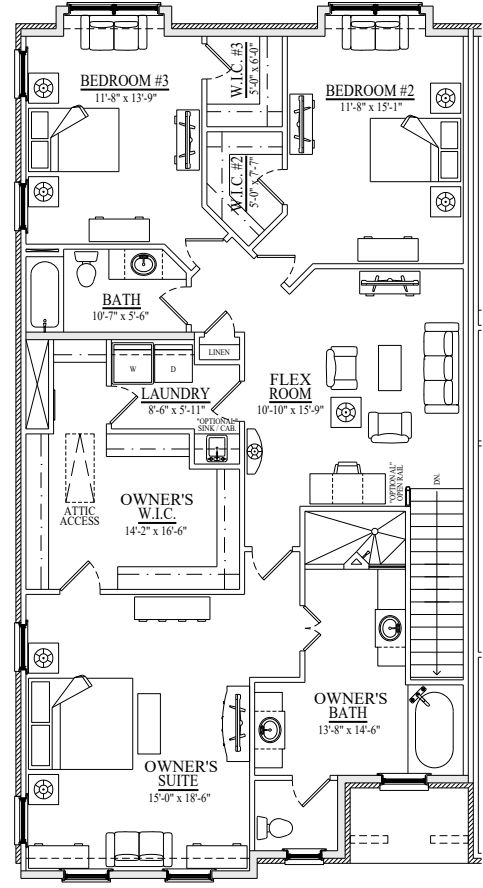 BEDROOM #3
11'-8" x 13'-9"
W.I.C. #3
5'-0" x 6'-0"
BEDROOM #2
11'-8" x 15'-1"
W.I.C. #2
5'-0" x 7'-7"
BATH
10'-7" x 5'-6"
LINEN
W
D
LAUNDRY
8'-6" x 5'-11"
"OPTIONAL"
SINK / CAB.
FLEX
ROOM
10'-10" x 15'-9"
"OPTIONAL"
OPEN RAIL
DN.
ATTIC
ACCESS
OWNER'S
W.I.C.
14'-2" x 16'-6"
OWNER'S
BATH
13'-8" x 14'-6"
OWNER'S
SUITE
15'-0" x 18'-6"